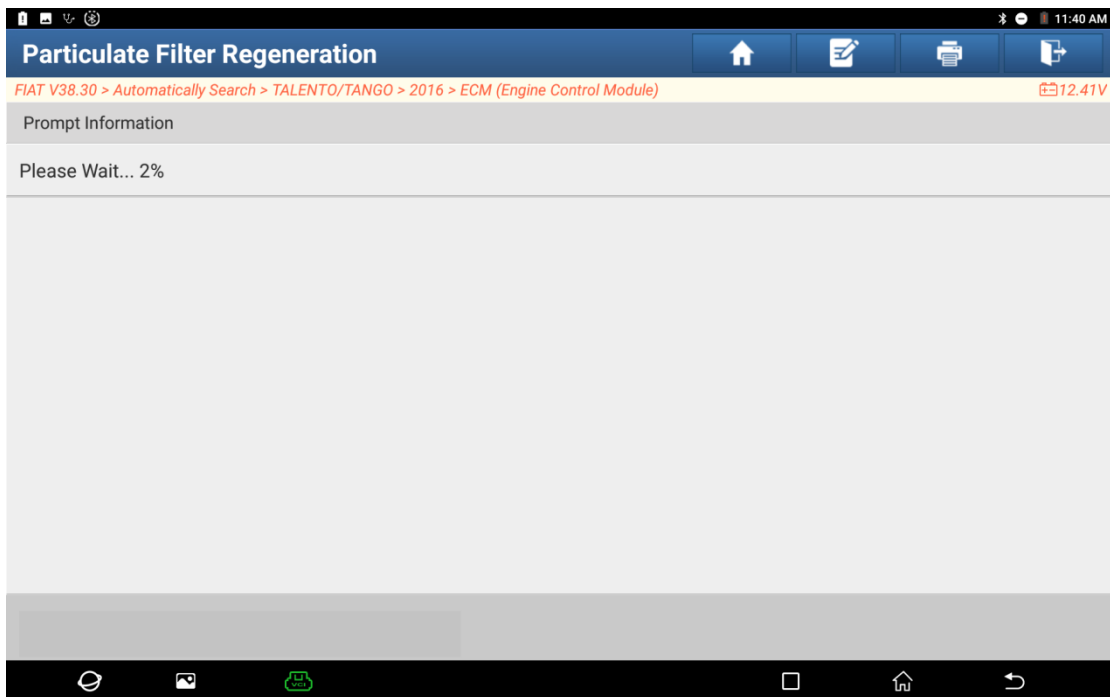 11:40 AM
Particulate Filter Regeneration
FIAT V38.30 > Automatically Search > TALENTO/TANGO > 2016 > ECM (Engine Control Module)
12.41V
Prompt Information
Please Wait... 2%
VCI